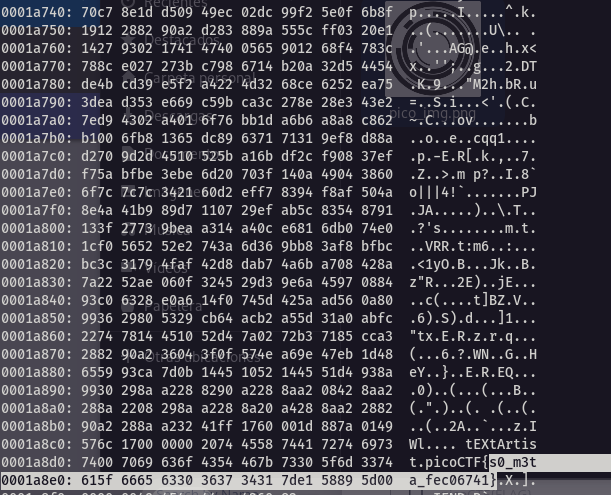 0001a740: 70c7 8e1d d509 49ec 02dc 99f2 5e0f 6b8f  p.....I.....^.k.
0001a750: 1912 2882 90a2 d283 889a 555c ff03 20e1  ..(.......U\.. .
0001a760: 1427 9302 1741 4740 0565 9012 68f4 783c  .'...AG@.e..h.x<
0001a770: 788c e027 273b c798 6714 b20a 32d5 4454  x..'';..g...2.DT
0001a780: de4b cd39 e5f2 a422 4d32 68ce 6252 ea75  .K.9..."M2h.bR.u
0001a790: 3dea d353 e669 c59b ca3c 278e 28e3 43e2  =..S.i...<'.(.C.
0001a7a0: 7ed9 4302 a401 6f76 bb1d a6b6 a8a8 c862  ~.C...ov.......b
pico_img.png
0001a7b0: b100 6fb8 1365 dc89 6371 7131 9ef8 d88a  ..o..e..cqq1....
0001a7c0: d270 9d2d 4510 525b a16b df2c f908 37ef  .p.-E.R[.k.,..7.
0001a7d0: f75a bfbe 3ebe 6d20 703f 140a 4904 3860  .Z..>.m p?..I.8`
0001a7e0: 6f7c 7c7c 3421 60d2 eff7 8394 f8af 504a  o|||4!`.......PJ
0001a7f0: 8e4a 41b9 89d7 1107 29ef ab5c 8354 8791  .JA.....)..\.T..
0001a800: 133f 2773 9bea a314 a40c e681 6db0 74e0  .?'s........m.t.
0001a810: 1cf0 5652 52e2 743a 6d36 9bb8 3af8 bfbc  ..VRR.t:m6..:...
0001a820: bc3c 3179 4faf 42d8 dab7 4a6b a708 428a  .<1yO.B...Jk..B.
0001a830: 7a22 52ae 060f 3245 29d3 9e6a 4597 0884  z"R...2E)..jE...
0001a840: 93c0 6328 e0a6 14f0 745d 425a ad56 0a80  ..c(....t]BZ.V..
0001a850: 9936 2980 5329 cb64 acb2 a55d 31a0 abfc  .6).S).d...]1...
0001a860: 2274 7814 4510 52d4 7a02 72b3 7185 cca3  "tx.E.R.z.r.q...
0001a870: 2882 90a2 3694 3f0f 574e a69e 47eb 1d48  (...6.?.WN..G..H
0001a880: 6559 93ca 7d0b 1445 1052 1445 51d4 938a  eY..}..E.R.EQ...
0001a890: 9930 298a a228 8290 a228 8aa2 0842 8aa2  .0)..(...(...B..
0001a8a0: 288a 2208 298a a228 8a20 a428 8aa2 2882  (.".)..(. .(..(.
0001a8b0: 90a2 288a a232 41ff 1760 001d 887a 0149  ..(..2A..`...z.I
0001a8c0: 576c 1700 0000 2074 4558 7441 7274 6973  Wl.... tEXtArtis
0001a8d0: 7400 7069 636f 4354 467b 7330 5f6d 3374  t.picoCTF{s0_m3t
0001a8e0: 615f 6665 6330 3637 3431 7de1 5889 5d00  a_fec06741}.X.].